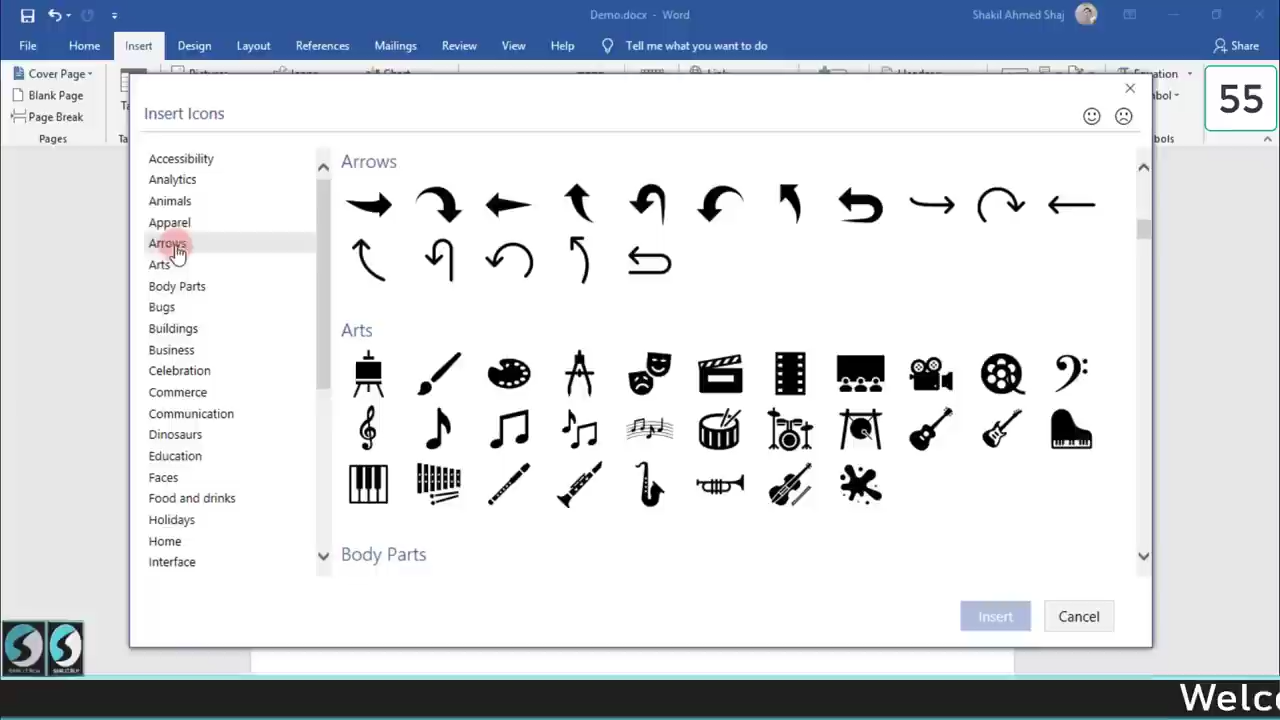 Demo.docx - Word
Shakil Ahmed Shaj
File Home Insert Design Layout References Mailings Review View Help Tell me what you want to do Share
Cover Page
Blank Page
Page Break
Pages
Equation
55
Insert Icons
Accessibility
Analytics
Animals
Apparel
Arrows
Arts
Body Parts
Bugs
Buildings
Business
Celebration
Commerce
Communication
Dinosaurs
Education
Faces
Food and drinks
Holidays
Home
Interface
Arrows
Arts
Body Parts
Insert Cancel
Welc